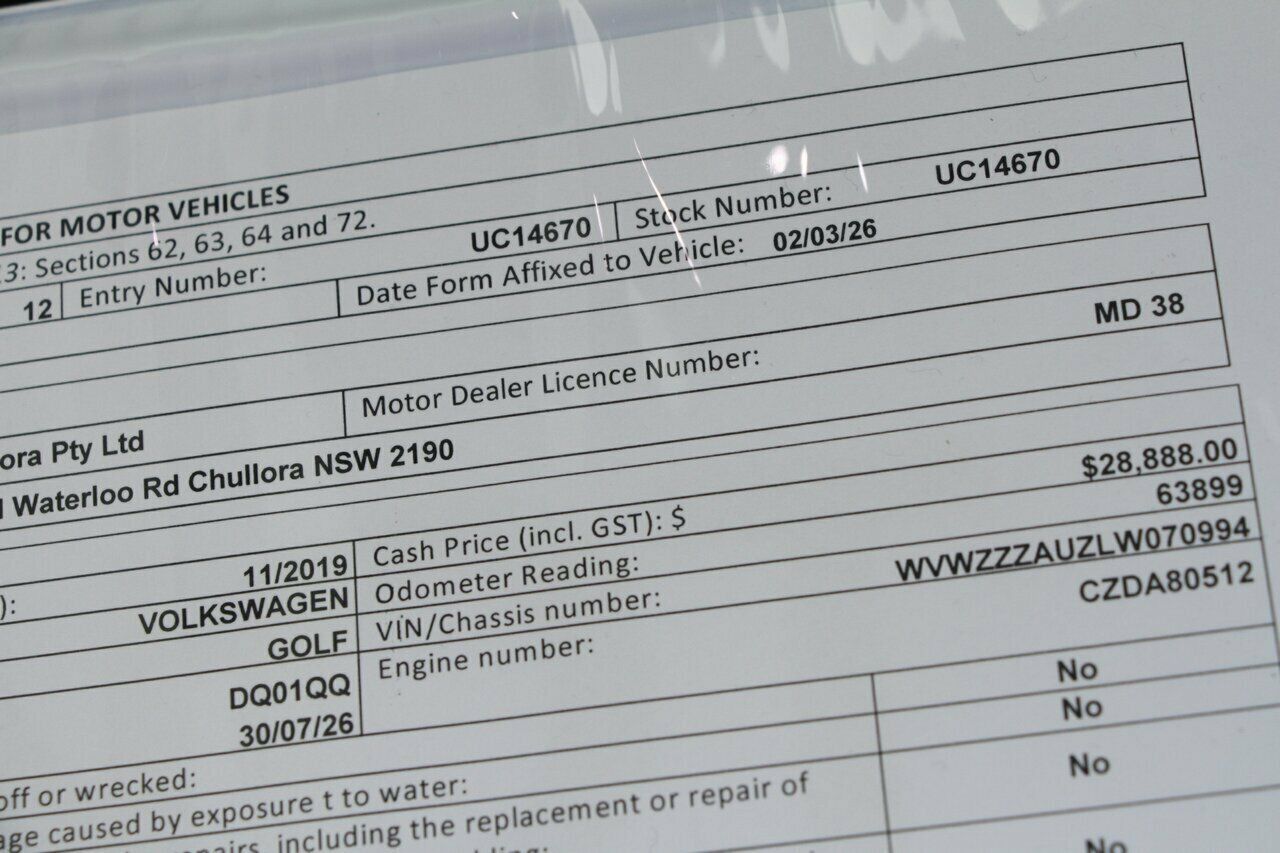 FOR MOTOR VEHICLES
3: Sections 62, 63, 64 and 72.
12 Entry Number: UC14670 Stock Number: UC14670
Date Form Affixed to Vehicle: 02/03/26
Motor Dealer Licence Number: MD 38
ora Pty Ltd
Waterloo Rd Chullora NSW 2190
): 11/2019 Cash Price (incl. GST): $ $28,888.00
VOLKSWAGEN Odometer Reading: 63899
GOLF VIN/Chassis number: WVWZZZAUZLW070994
DQ01QQ Engine number: CZDA80512
30/07/26
off or wrecked: No
age caused by exposure t to water: No
including the replacement or repair of No
No